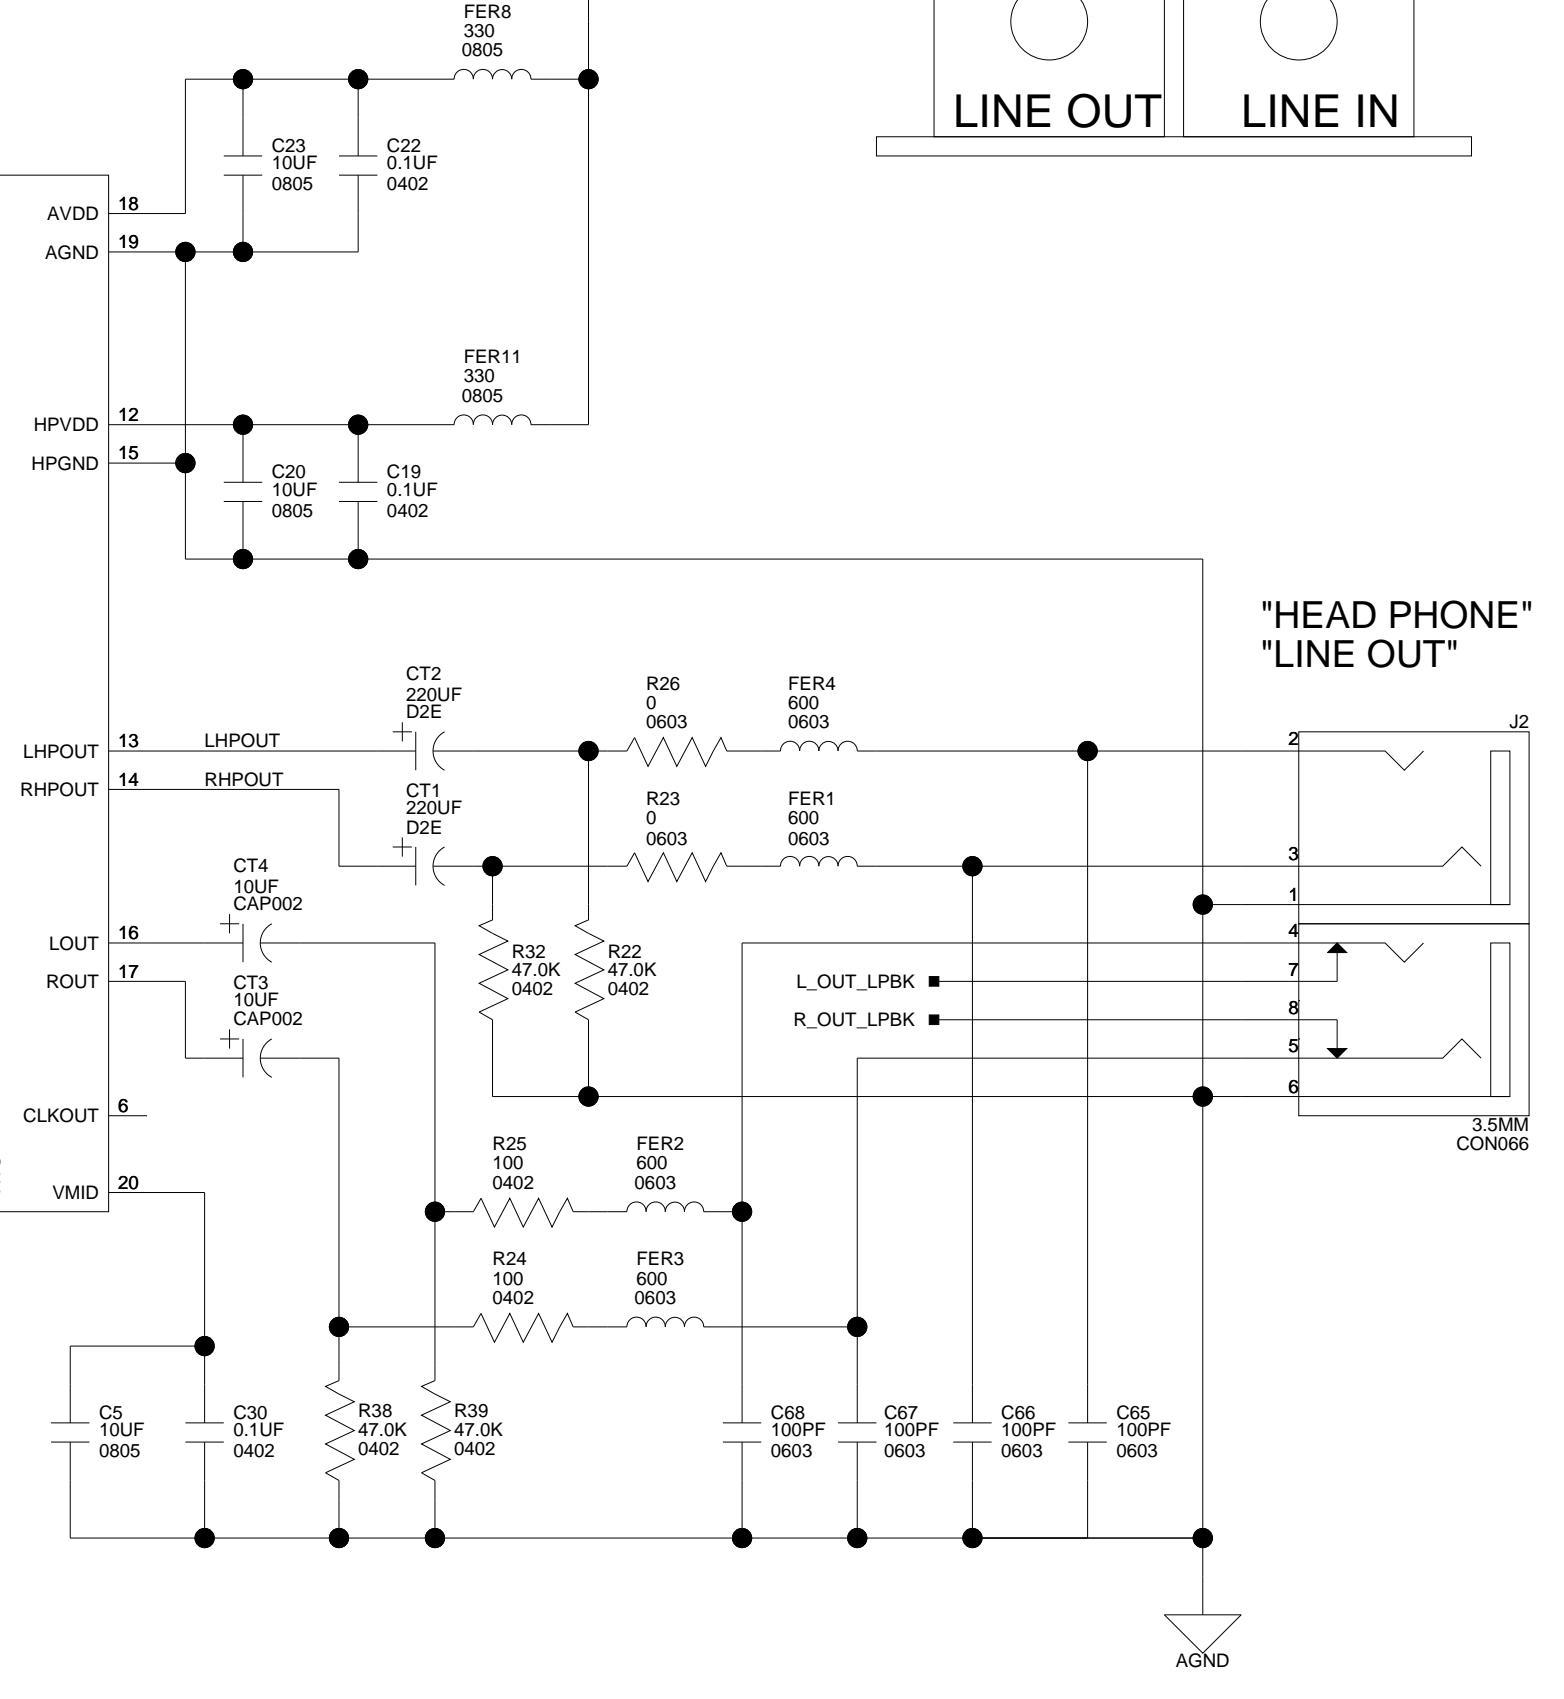 FER8
330
0805
LINE OUT
LINE IN
C23
10UF
0805
C22
0.1UF
0402
AVDD
18
AGND
19
FER11
330
0805
HPVDD
12
HPGND
15
C20
10UF
0805
C19
0.1UF
0402
"HEAD PHONE"
"LINE OUT"
CT2
220UF
D2E
R26
0
0603
FER4
600
0603
J2
LHPOUT
13
LHPOUT
2
RHPOUT
14
RHPOUT
CT1
220UF
D2E
R23
0
0603
FER1
600
0603
3
CT4
10UF
CAP002
1
LOUT
16
4
R32
47.0K
0402
R22
47.0K
0402
ROUT
17
L_OUT_LPBK
7
CT3
10UF
CAP002
R_OUT_LPBK
8
5
6
CLKOUT
6
3.5MM
CON066
R25
100
0402
FER2
600
0603
VMID
20
R24
100
0402
FER3
600
0603
C5
10UF
0805
C30
0.1UF
0402
R38
47.0K
0402
R39
47.0K
0402
C68
100PF
0603
C67
100PF
0603
C66
100PF
0603
C65
100PF
0603
AGND